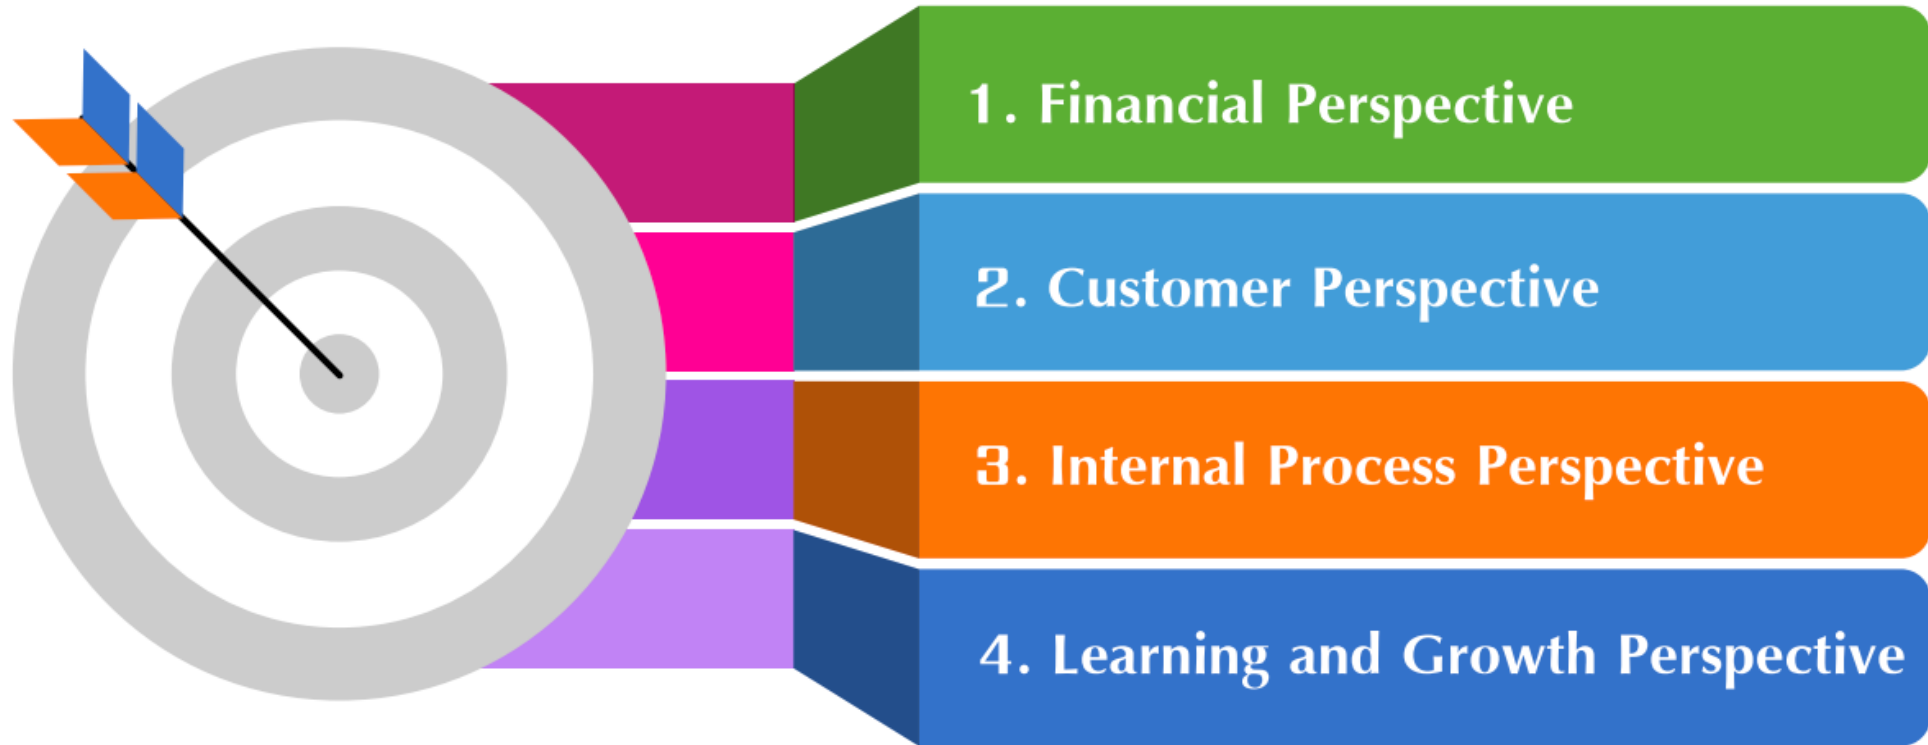 1. Financial Perspective
2. Customer Perspective
3. Internal Process Perspective
4. Learning and Growth Perspective